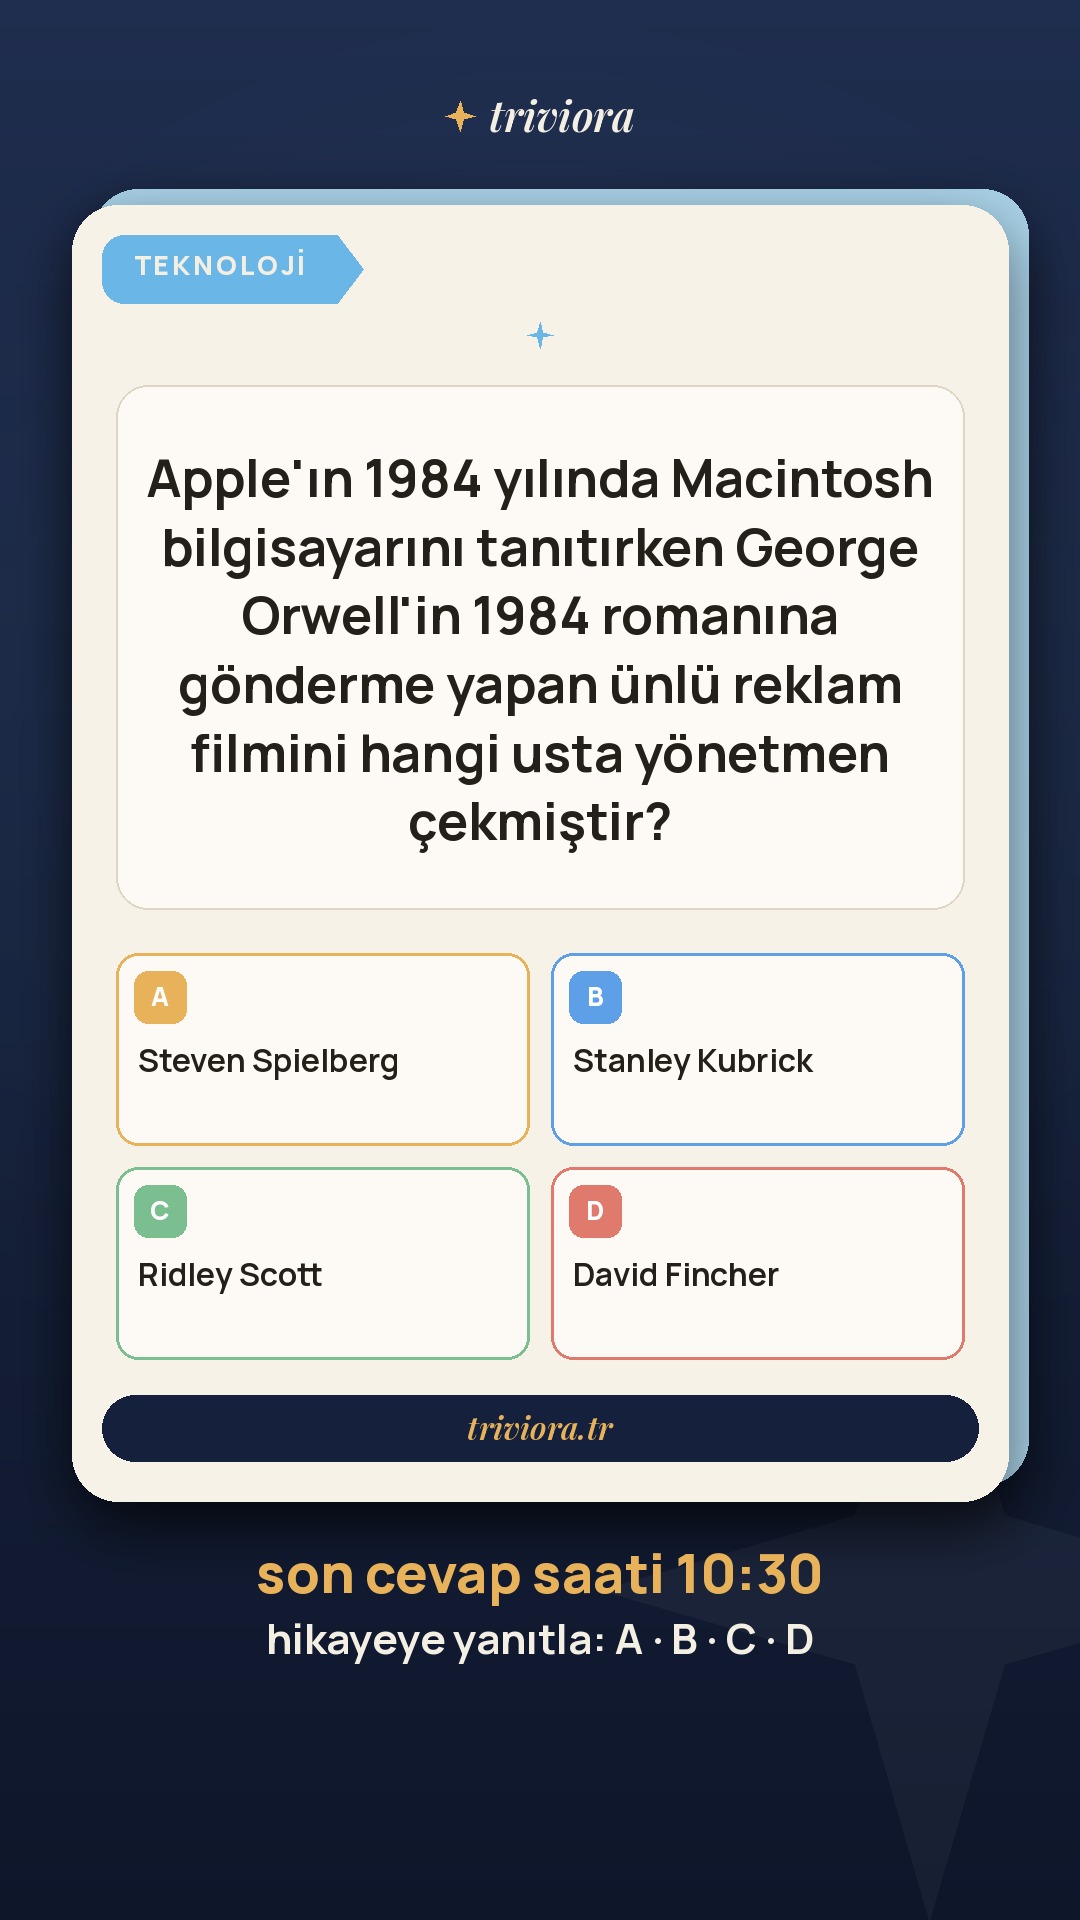 triviora
TEKNOLOJİ
Apple'ın 1984 yılında Macintosh
bilgisayarını tanıtırken George
Orwell'in 1984 romanına
gönderme yapan ünlü reklam
filmini hangi usta yönetmen
çekmiştir?
A
Steven Spielberg
B
Stanley Kubrick
C
Ridley Scott
D
David Fincher
triviora.tr
son cevap saati 10:30
hikayeye yanıtla: A · B · C · D